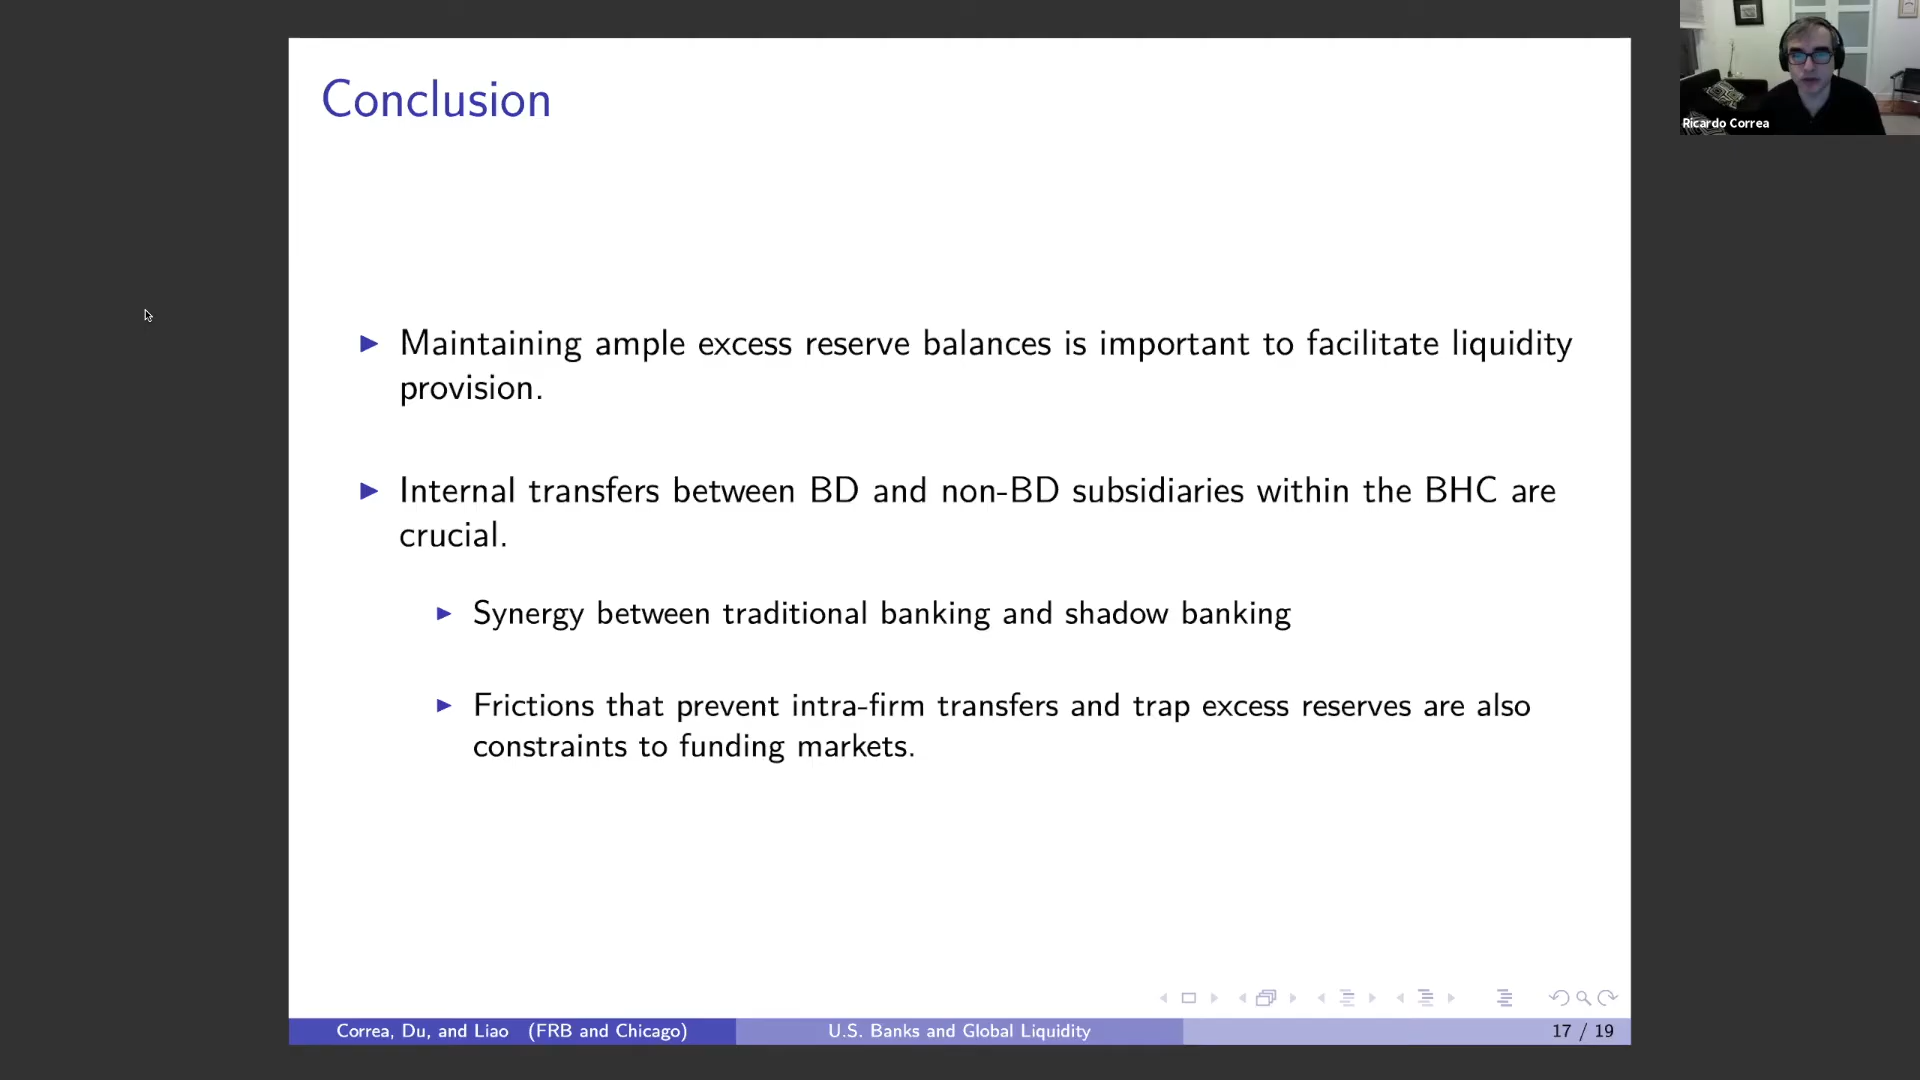 Conclusion
Ricardo Correa
Maintaining ample excess reserve balances is important to facilitate liquidity
provision.
Internal transfers between BD and non-BD subsidiaries within the BHC are
crucial.
Synergy between traditional banking and shadow banking
Frictions that prevent intra-firm transfers and trap excess reserves are also
constraints to funding markets.
Correa, Du, and Liao (FRB and Chicago)
U.S. Banks and Global Liquidity
17 / 19